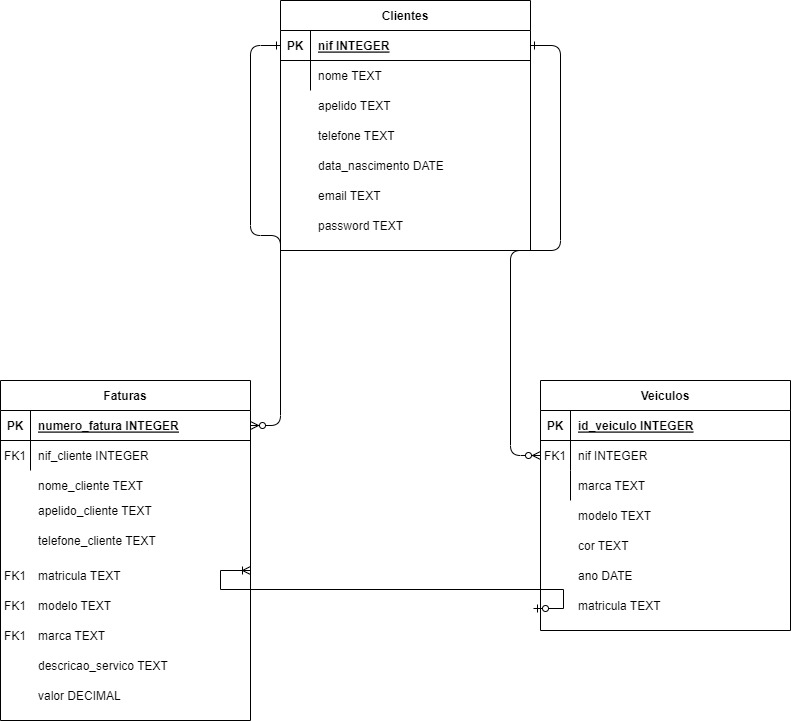 Clientes
PK nif INTEGER
nome TEXT
apelido TEXT
telefone TEXT
data_nascimento DATE
email TEXT
password TEXT
Faturas
PK numero_fatura INTEGER
FK1 nif_cliente INTEGER
nome_cliente TEXT
apelido_cliente TEXT
telefone_cliente TEXT
FK1 matricula TEXT
FK1 modelo TEXT
FK1 marca TEXT
descricao_servico TEXT
valor DECIMAL
Veiculos
PK id_veiculo INTEGER
FK1 nif INTEGER
marca TEXT
modelo TEXT
cor TEXT
ano DATE
matricula TEXT